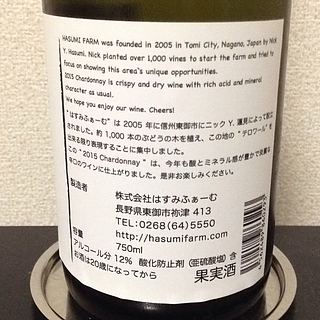 HASUMI FARM was founded in 2005 in Tomi City, Nagano, Japan by Nick
Y. Hasumi. Nick planted over 1,000 vines to start the farm and tried to
focus on showing this area's unique opportunities.
2015 Chardonnay is crispy and dry wine with rich acid and mineral
character as usual.
We hope you enjoy our wine. Cheers!
"はすみふぁーむ"は 2005 年に信州東御市にニック Y. 蓮見によって設立
されました。約 1,000 本のぶどうの木を植え、この地の"テロワール"を
出来る限り表現することに集中しました。
この "2015 Chardonnay" は、今年も酸とミネラル感が豊かで爽快な
辛口のワインに仕上がりました。是非お楽しみください。
製造者
株式会社はすみふぁーむ
長野県東御市祢津 413
TEL:0268(64)5550
http://hasumifarm.com/
750ml
アルコール分 12% 酸化防止剤(亜硫酸塩)含
お酒は20歳になってから
果実酒